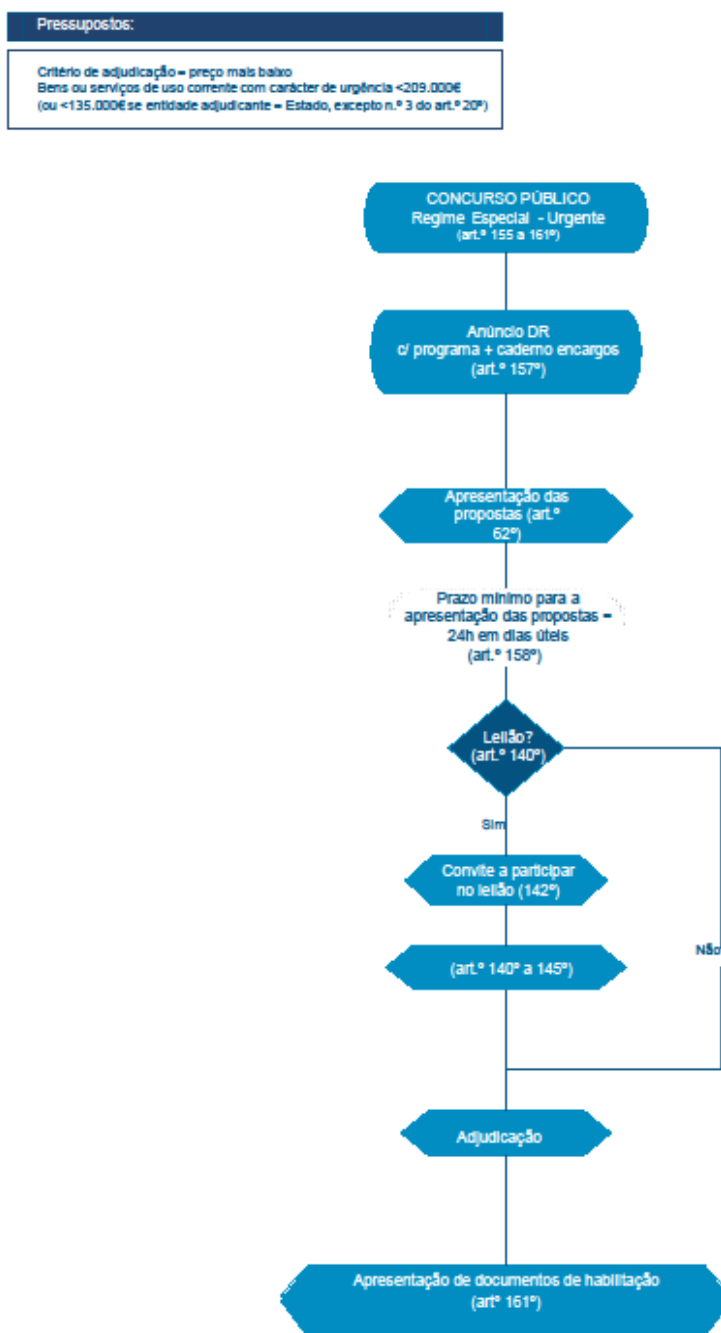 Pressupostos:
Critério de adjudicação = preço mais baixo
Bens ou serviços de uso corrente com carácter de urgência <209.000€
(ou <135.000€ se entidade adjudicante = Estado, excepto n.º 3 do art.º 20º)
CONCURSO PÚBLICO
Regime Especial - Urgente
(art.º 155 a 161º)
Anúncio DR
c/ programa + caderno encargos
(art.º 157º)
Apresentação das
propostas (art.º
62º)
Prazo mínimo para a
apresentação das propostas =
24h em dias úteis
(art.º 158º)
Leilão?
(art.º 140º)
Sim
Convite a participar
no leilão (142º)
(art.º 140º a 145º)
Não
Adjudicação
Apresentação de documentos de habilitação
(artº 161º)